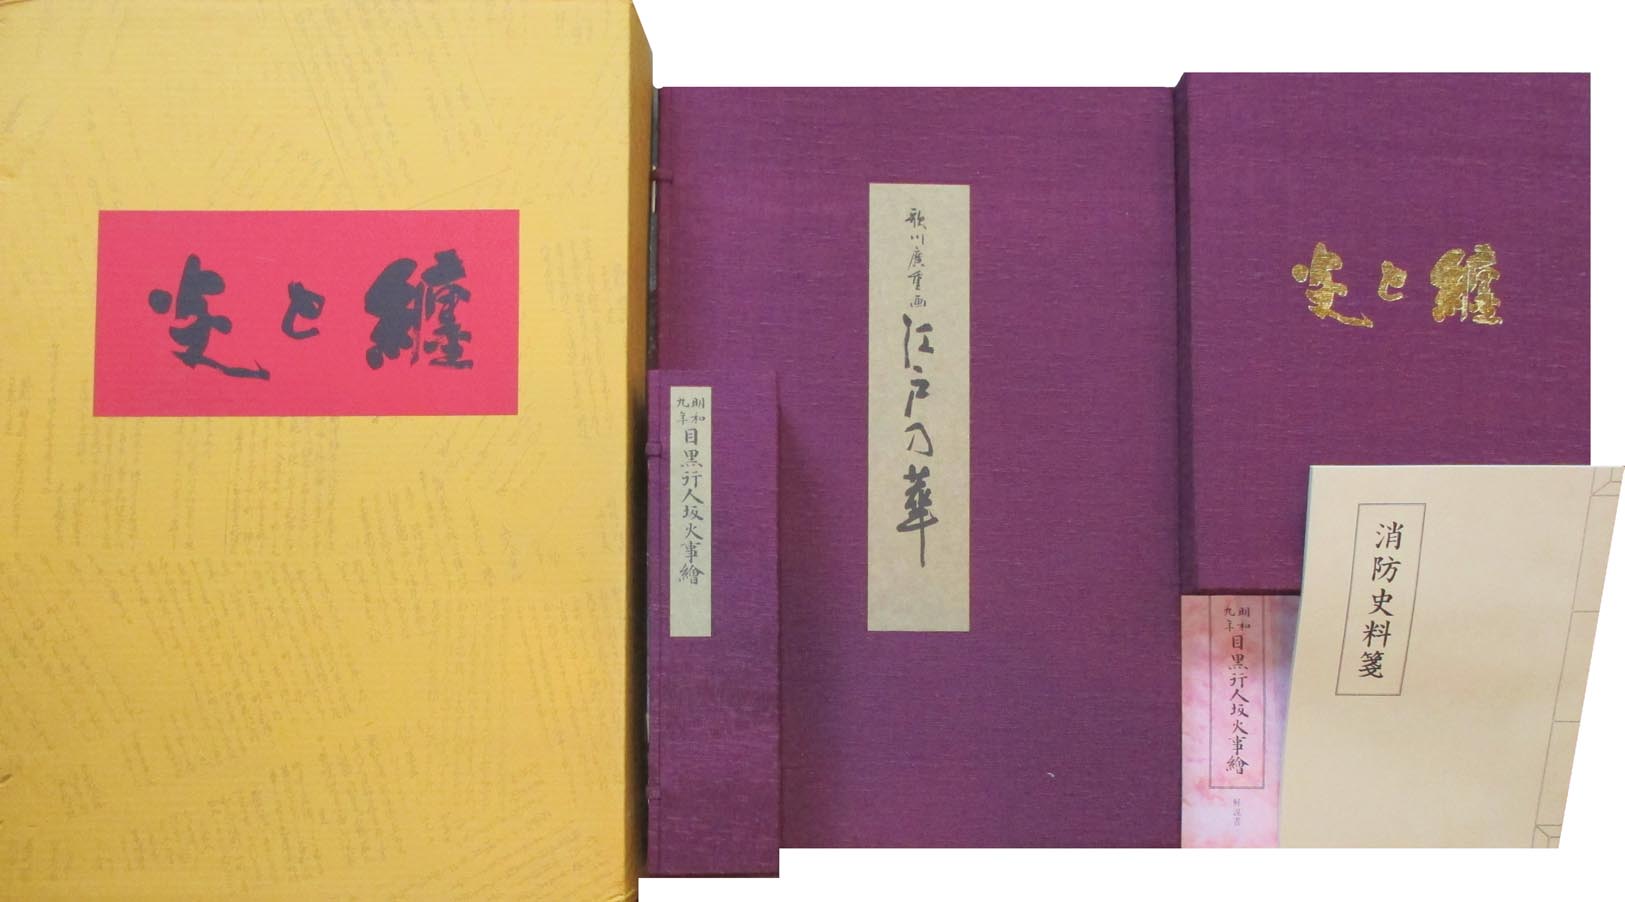 炎と纏
明和九年
目黒行人坂火事繪
歌川廣重画 江戸乃華
炎と纏
明和九年
目黒行人坂火事繪
解説書
消防史料箋